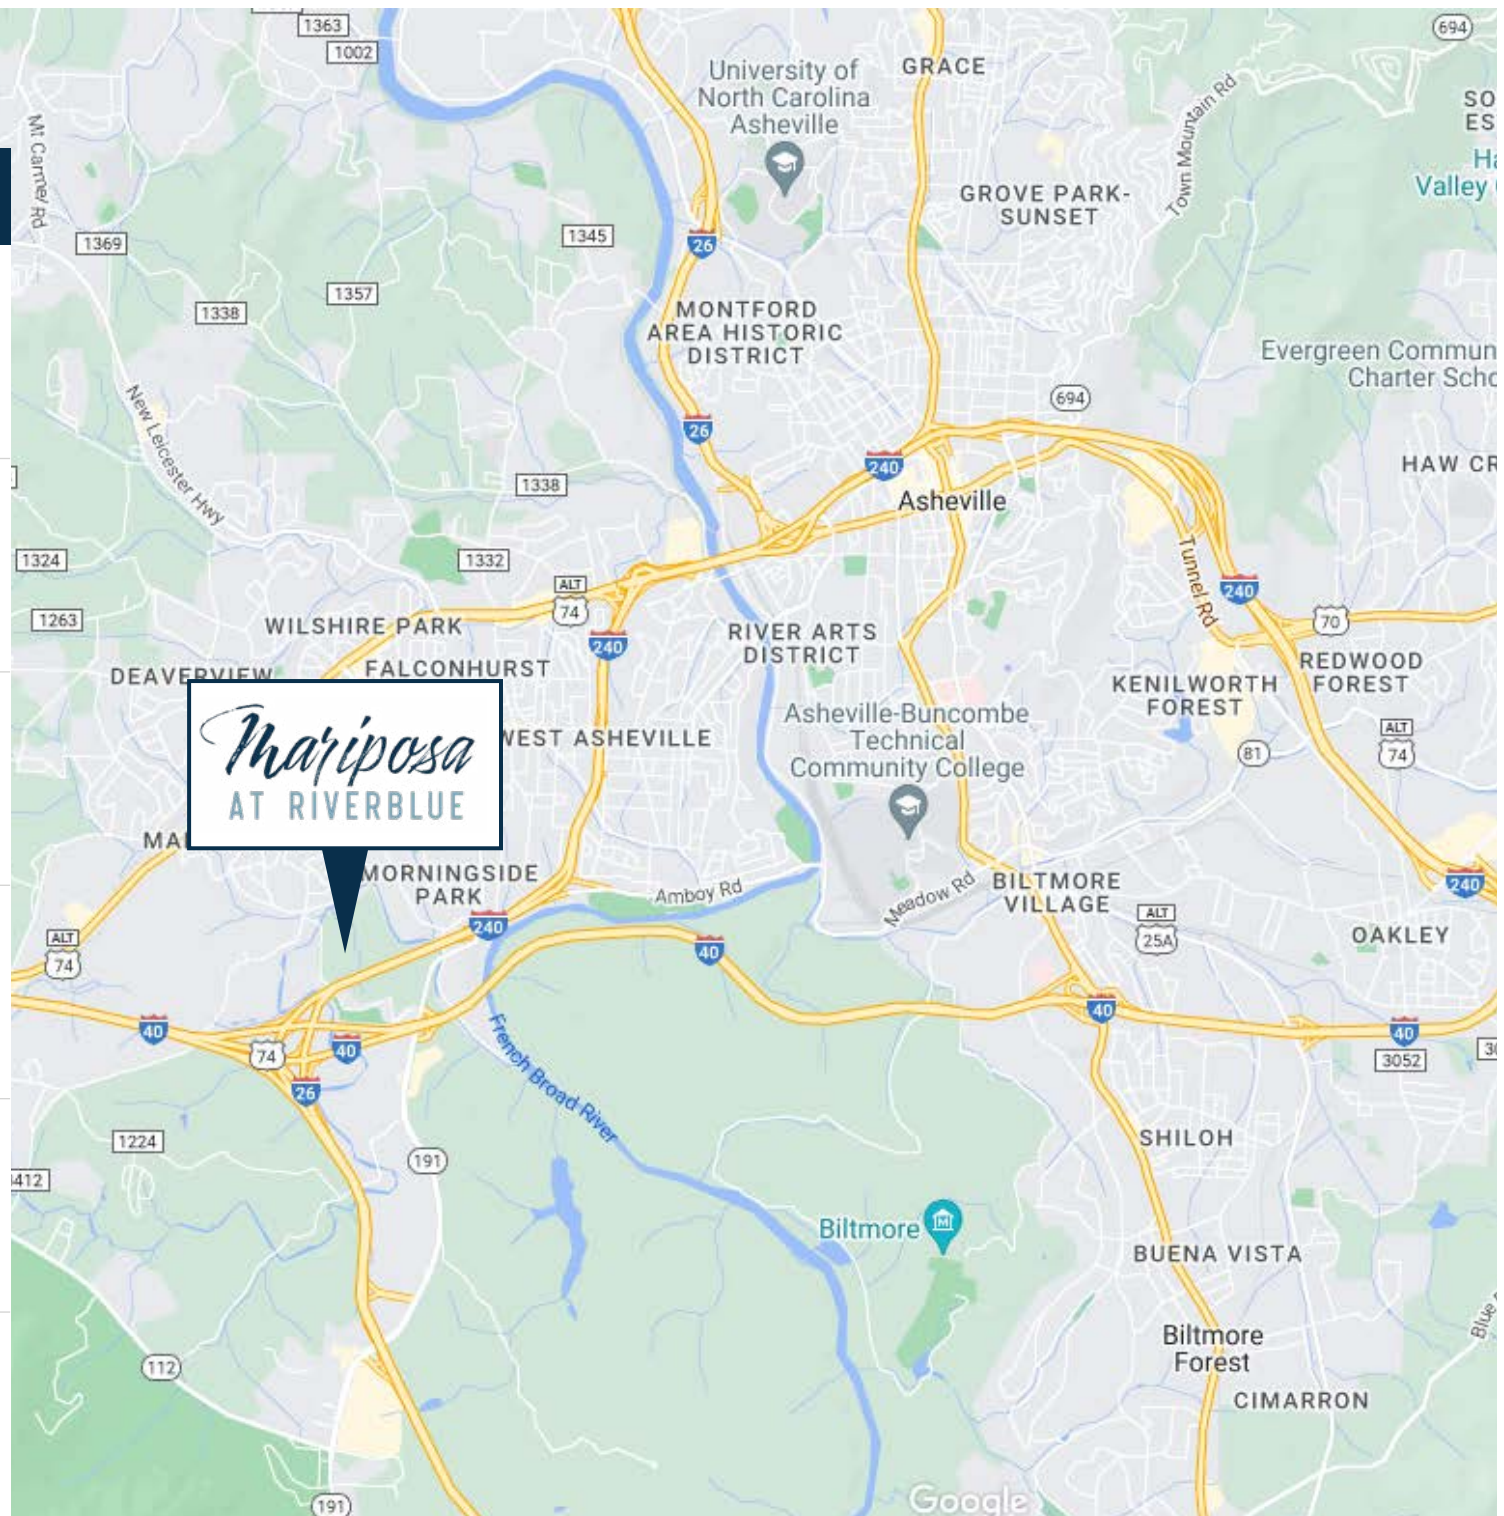 1363
1002
694
University of
North Carolina
Asheville
GRACE
Town Mountain Rd
Mt Carmel Rd
Valley
GROVE PARK-
SUNSET
1369
1345
26
1357
1338
MONTFORD
AREA HISTORIC
DISTRICT
Evergreen
Charter
694
New Leicester Hwy
26
240
HAW
1338
Asheville
1324
1332
Tunnel Rd
ALT
74
240
1263
WILSHIRE PARK
240
RIVER ARTS
DISTRICT
70
DEAVERVIEW
FALCONHURST
REDWOOD
FOREST
KENILWORTH
FOREST
Mariposa
AT RIVERBLUE
WEST ASHEVILLE
Asheville-Buncombe
Technical
Community College
81
ALT
74
MORNINGSIDE
PARK
Amboy Rd
Meadow Rd
BILTMORE
VILLAGE
240
ALT
25A
OAKLEY
ALT
74
240
40
40
40
74
40
26
French Broad River
40
3052
1224
191
SHILOH
Biltmore
BUENA VISTA
Biltmore
Forest
Blue
112
CIMARRON
191
Google